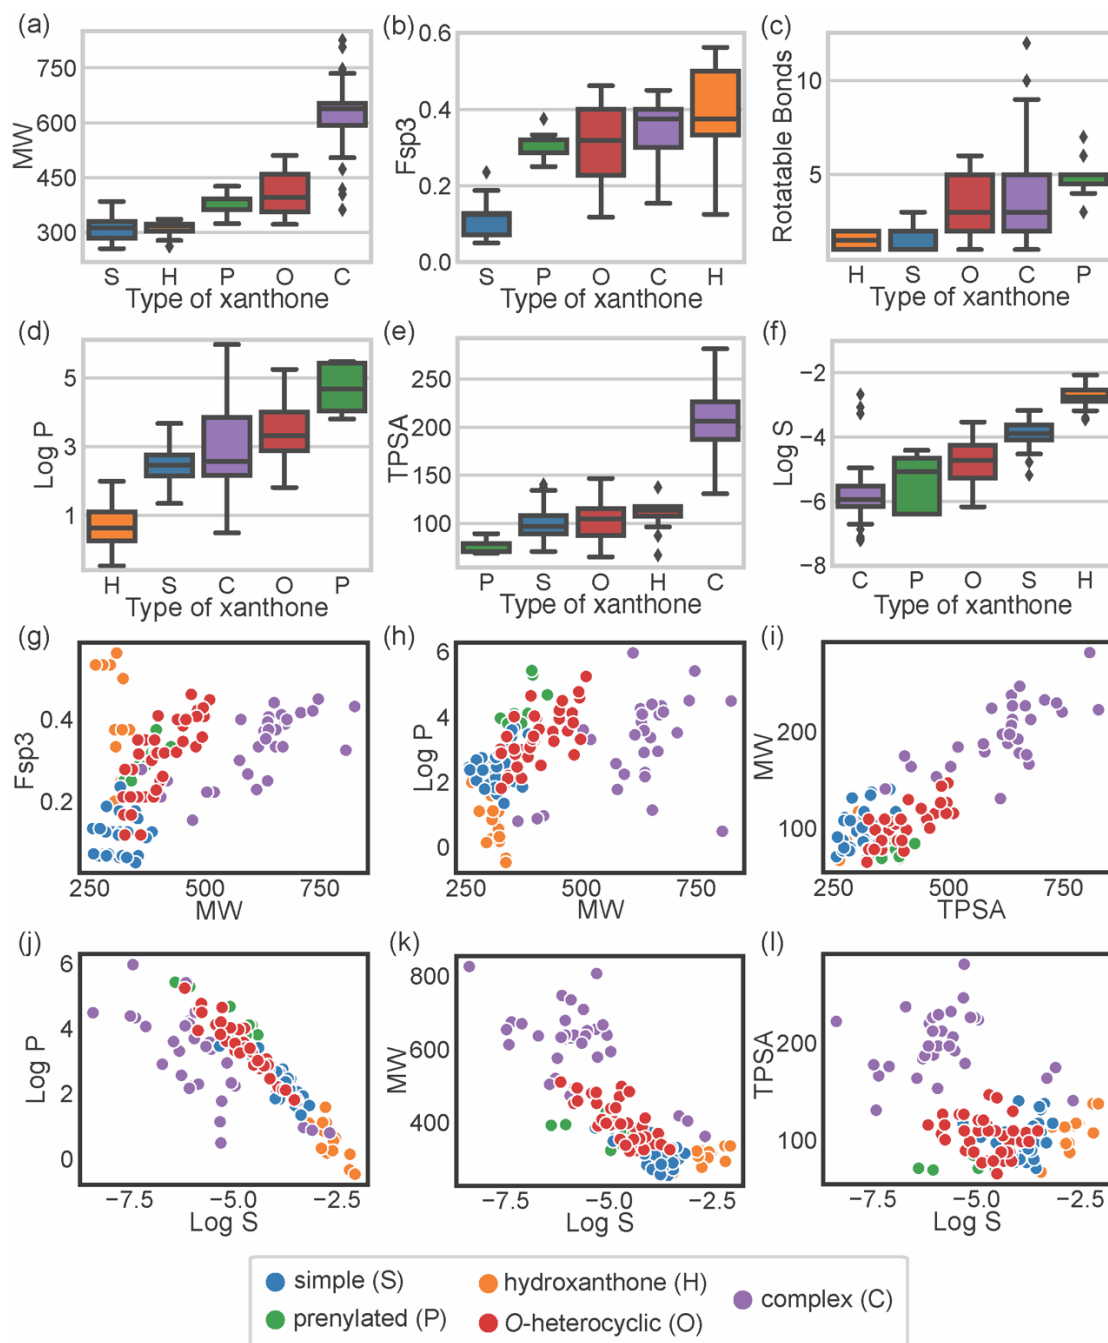 (a) (b) (c)
MW
750
600
450
300
S H P O C
Type of xanthone
Fsp3
0.6
0.4
0.2
0.0
S P O C H
Type of xanthone
Rotatable Bonds
10
5
H S O C P
Type of xanthone
(d) (e) (f)
Log P
5
3
1
H S C O P
Type of xanthone
TPSA
250
200
150
100
P S O H C
Type of xanthone
Log S
−2
−4
−6
−8
C P O S H
Type of xanthone
(g) (h) (i)
Fsp3
0.4
0.2
250 500 750
MW
Log P
6
4
2
0
250 500 750
MW
MW
200
100
250 500 750
TPSA
(j) (k) (l)
Log P
6
4
2
0
−7.5 −5.0 −2.5
Log S
MW
800
600
400
−7.5 −5.0 −2.5
Log S
TPSA
200
100
−7.5 −5.0 −2.5
Log S
simple (S) hydroxanthone (H) complex (C)
prenylated (P) O-heterocyclic (O)